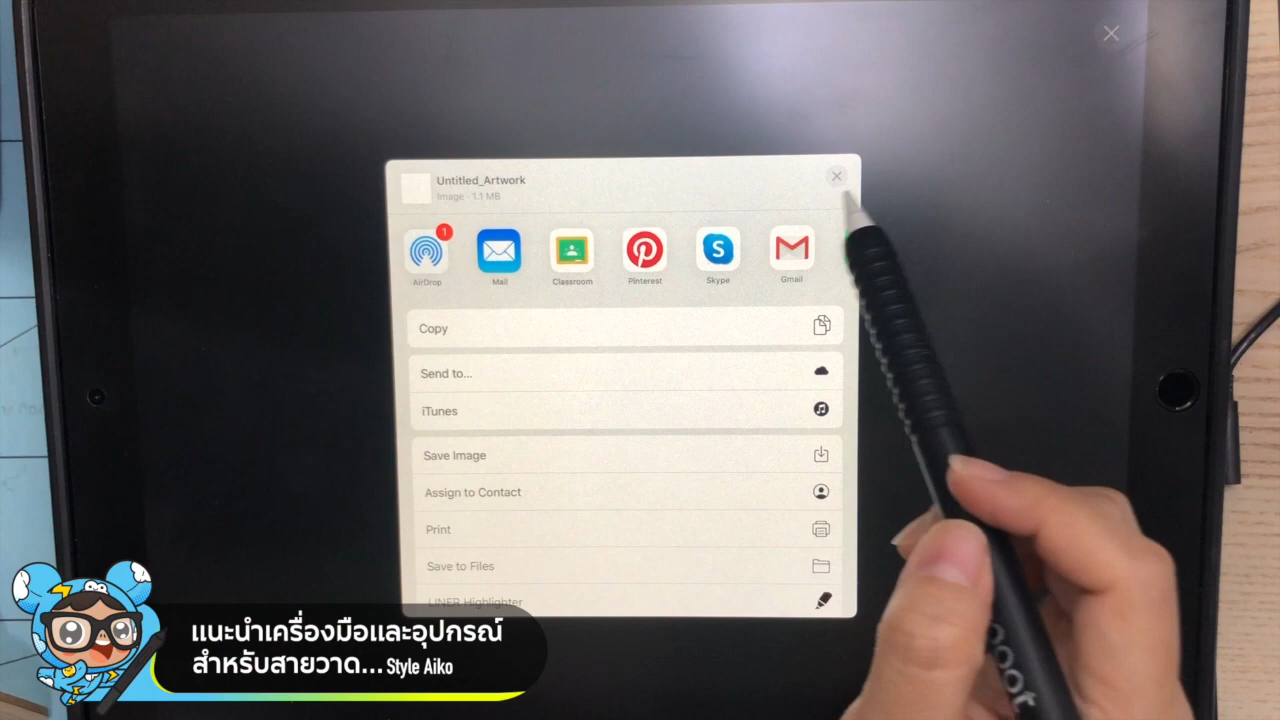 Untitled_Artwork
Image · 1.1 MB
1
AirDrop
Mail
Classroom
Pinterest
S
Skype
Gmail
Copy
Send to...
iTunes
Save Image
Assign to Contact
Print
Save to Files
LINER Highlighter
แนะนำเครื่องมือและอุปกรณ์
สำหรับสายวาด... Style Aiko
noot